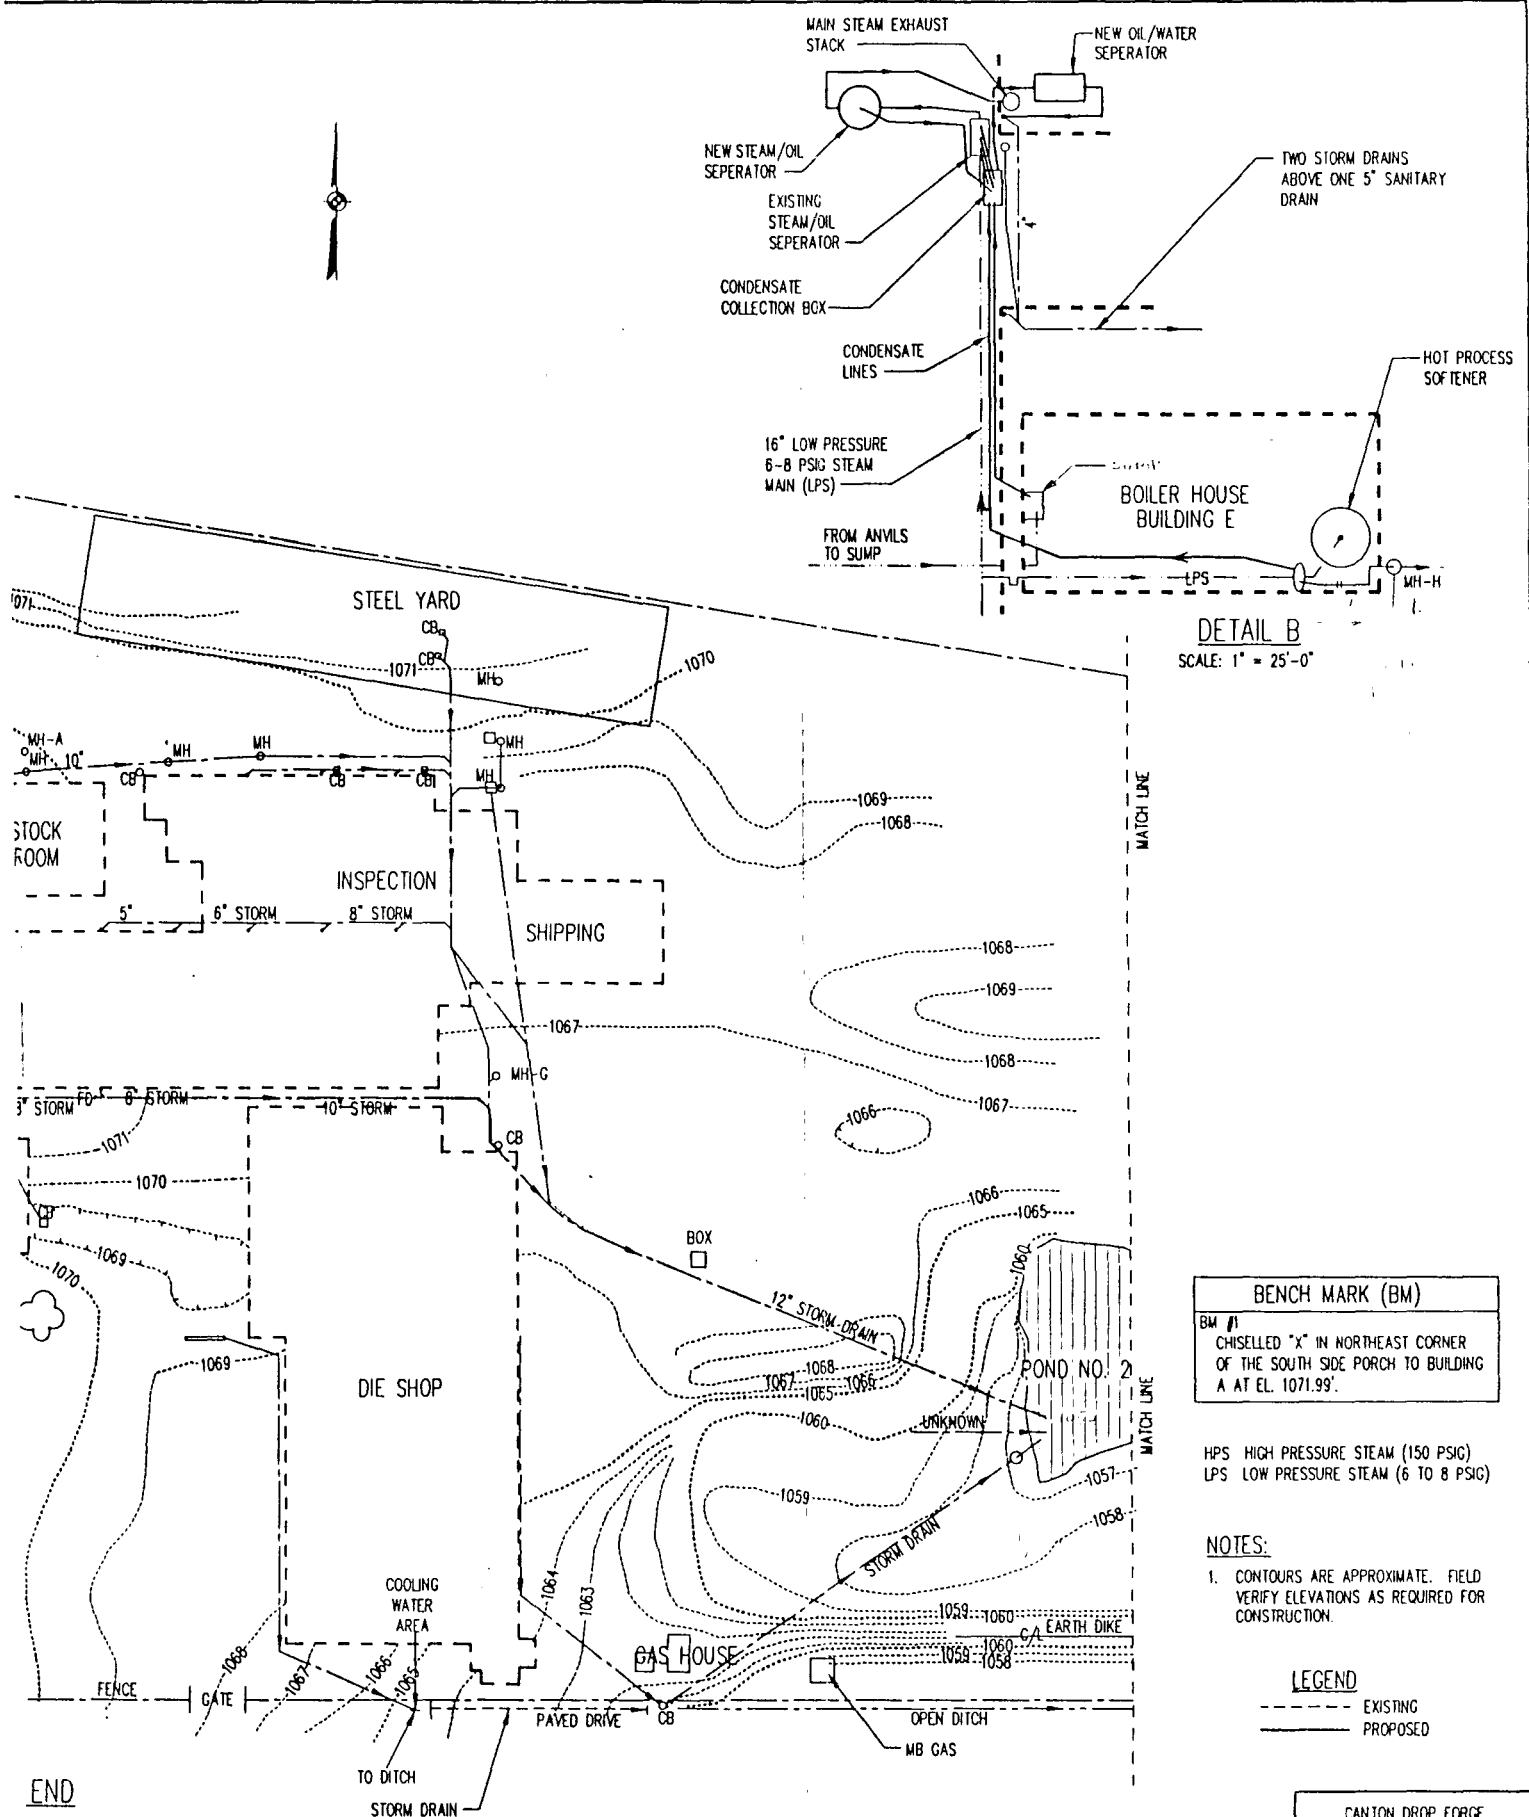 MAIN STEAM EXHAUST
STACK
NEW OIL/WATER
SEPERATOR
NEW STEAM/OIL
SEPERATOR
TWO STORM DRAINS
ABOVE ONE 5" SANITARY
DRAIN
EXISTING
STEAM/OIL
SEPERATOR
4"
CONDENSATE
COLLECTION BOX
CONDENSATE
LINES
HOT PROCESS
SOFTENER
16" LOW PRESSURE
6-8 PSIG STEAM
MAIN (LPS)
BOILER HOUSE
BUILDING E
FROM ANVILS
TO SUMP
LPS
MH-H
DETAIL B
SCALE: 1" = 25'-0"
1071
STEEL YARD
CB
CB
1071
MH
1070
MH-A
MH
10"
MH
MH
MH
CB
CB
CB
MH
1069
1068
MATCH LINE
STOCK
ROOM
INSPECTION
5"
6" STORM
8" STORM
SHIPPING
1068
1069
1067
1068
MH-G
1067
8" STORM
FD
8" STORM
10" STORM
1066
1071
CB
1070
1066
1065
CB
1069
1070
BOX
1060
12" STORM DRAIN
1069
DIE SHOP
1068
1067
1065
1066
POND NO. 2
1060
UNKNOWN
MATCH LINE
1057
1059
1058
STORM DRAIN
1064
1063
COOLING
WATER
AREA
1059
1060
C/L EARTH DIKE
1060
1059
1058
GAS HOUSE
1068
1067
1066
1065
FENCE
GATE
PAVED DRIVE
CB
OPEN DITCH
MB GAS
TO DITCH
STORM DRAIN
END
BENCH MARK (BM)
BM #1
CHISELLED "X" IN NORTHEAST CORNER
OF THE SOUTH SIDE PORCH TO BUILDING
A AT EL. 1071.99'.
HPS HIGH PRESSURE STEAM (150 PSIG)
LPS LOW PRESSURE STEAM (6 TO 8 PSIG)
NOTES:
1. CONTOURS ARE APPROXIMATE. FIELD
VERIFY ELEVATIONS AS REQUIRED FOR
CONSTRUCTION.
LEGEND
EXISTING
PROPOSED
CANTON DROP FORGE